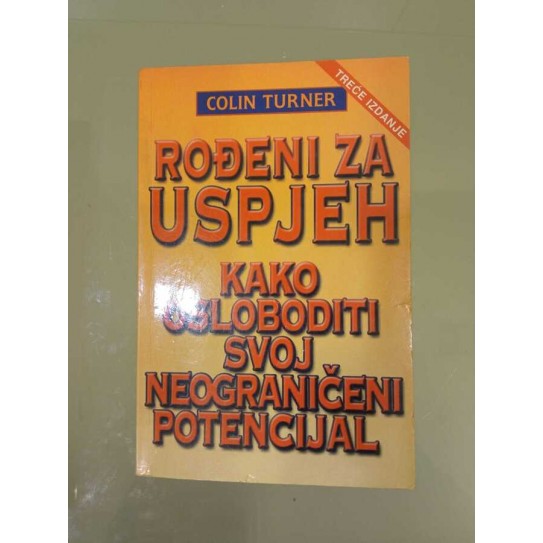 COLIN TURNER
TREĆE IZDANJE
ROĐENI ZA
USPJEH
KAKO
OSLOBODITI
SVOJ
NEOGRANIČENI
POTENCIJAL